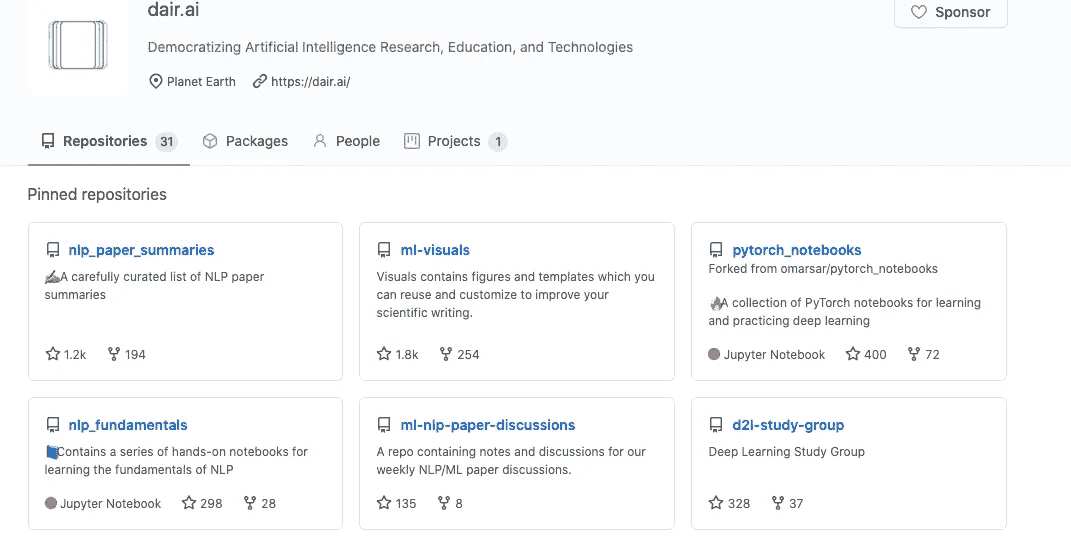 dair.ai
Sponsor
Democratizing Artificial Intelligence Research, Education, and Technologies
Planet Earth https://dair.ai/
Repositories 31 Packages People Projects 1
Pinned repositories
nlp_paper_summaries
A carefully curated list of NLP paper
summaries
1.2k 194
ml-visuals
Visuals contains figures and templates which you
can reuse and customize to improve your
scientific writing.
1.8k 254
pytorch_notebooks
Forked from omarsar/pytorch_notebooks
A collection of PyTorch notebooks for learning
and practicing deep learning
Jupyter Notebook 400 72
nlp_fundamentals
Contains a series of hands-on notebooks for
learning the fundamentals of NLP
Jupyter Notebook 298 28
ml-nlp-paper-discussions
A repo containing notes and discussions for our
weekly NLP/ML paper discussions.
135 8
d2l-study-group
Deep Learning Study Group
328 37